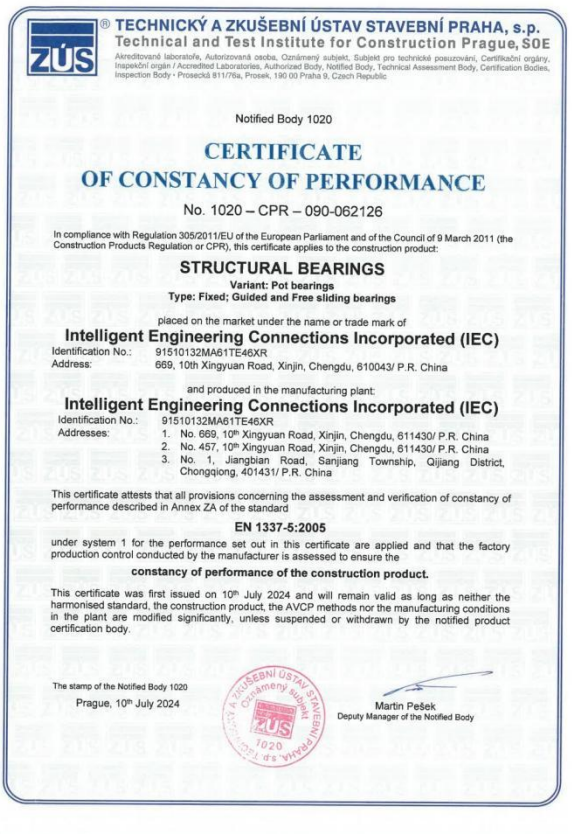 ® TECHNICKÝ A ZKUŠEBNÍ ÚSTAV STAVEBNÍ PRAHA, s.p.
Technical and Test Institute for Construction Prague, SOE
Akreditovaná laboratoře, Autorizovaná osoba, Oznámený subjekt, Subjekt pro technické posuzování, Certifikační orgány,
Inspekční orgán / Accredited Laboratories, Authorized Body, Notified Body, Technical Assessment Body, Certification Bodies,
Inspection Body • Prosecká 811/76a, Prosek, 190 00 Praha 9, Czech Republic
ZÚS
Notified Body 1020
CERTIFICATE
OF CONSTANCY OF PERFORMANCE
No. 1020 – CPR – 090-062126
In compliance with Regulation 305/2011/EU of the European Parliament and of the Council of 9 March 2011 (the
Construction Products Regulation or CPR), this certificate applies to the construction product:
STRUCTURAL BEARINGS
Variant: Pot bearings
Type: Fixed; Guided and Free sliding bearings
placed on the market under the name or trade mark of
Intelligent Engineering Connections Incorporated (IEC)
Identification No.: 91510132MA61TE46XR
Address: 669, 10th Xingyuan Road, Xinjin, Chengdu, 610043/ P.R. China
and produced in the manufacturing plant:
Intelligent Engineering Connections Incorporated (IEC)
Identification No.: 91510132MA61TE46XR
Addresses: 1. No. 669, 10th Xingyuan Road, Xinjin, Chengdu, 611430/ P.R. China
2. No. 457, 10th Xingyuan Road, Xinjin, Chengdu, 611430/ P.R. China
3. No. 1, Jiangbian Road, Sanjiang Township, Qijiang District,
Chongqiong, 401431/ P.R. China
This certificate attests that all provisions concerning the assessment and verification of constancy of
performance described in Annex ZA of the standard
EN 1337-5:2005
under system 1 for the performance set out in this certificate are applied and that the factory
production control conducted by the manufacturer is assessed to ensure the
constancy of performance of the construction product.
This certificate was first issued on 10th July 2024 and will remain valid as long as neither the
harmonised standard, the construction product, the AVCP methods nor the manufacturing conditions
in the plant are modified significantly, unless suspended or withdrawn by the notified product
certification body.
The stamp of the Notified Body 1020
Prague, 10th July 2024
TECHNICKÝ A ZKUŠEBNÍ ÚSTAV STAVEBNÍ PRAHA, s.p.
Oznámený subjekt
ZÚS
1020
Martin Pešek
Deputy Manager of the Notified Body